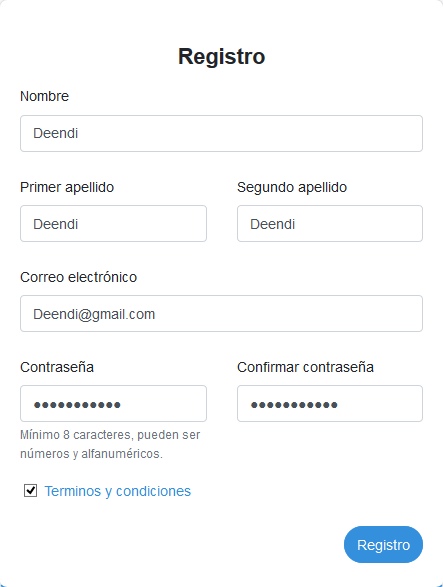 Registro
Nombre
Deendi
Primer apellido
Segundo apellido
Deendi
Deendi
Correo electrónico
Deendi@gmail.com
Contraseña
Confirmar contraseña
●●●●●●●●●●●
●●●●●●●●●●●
Mínimo 8 caracteres, pueden ser
números y alfanuméricos.
Terminos y condiciones
Registro